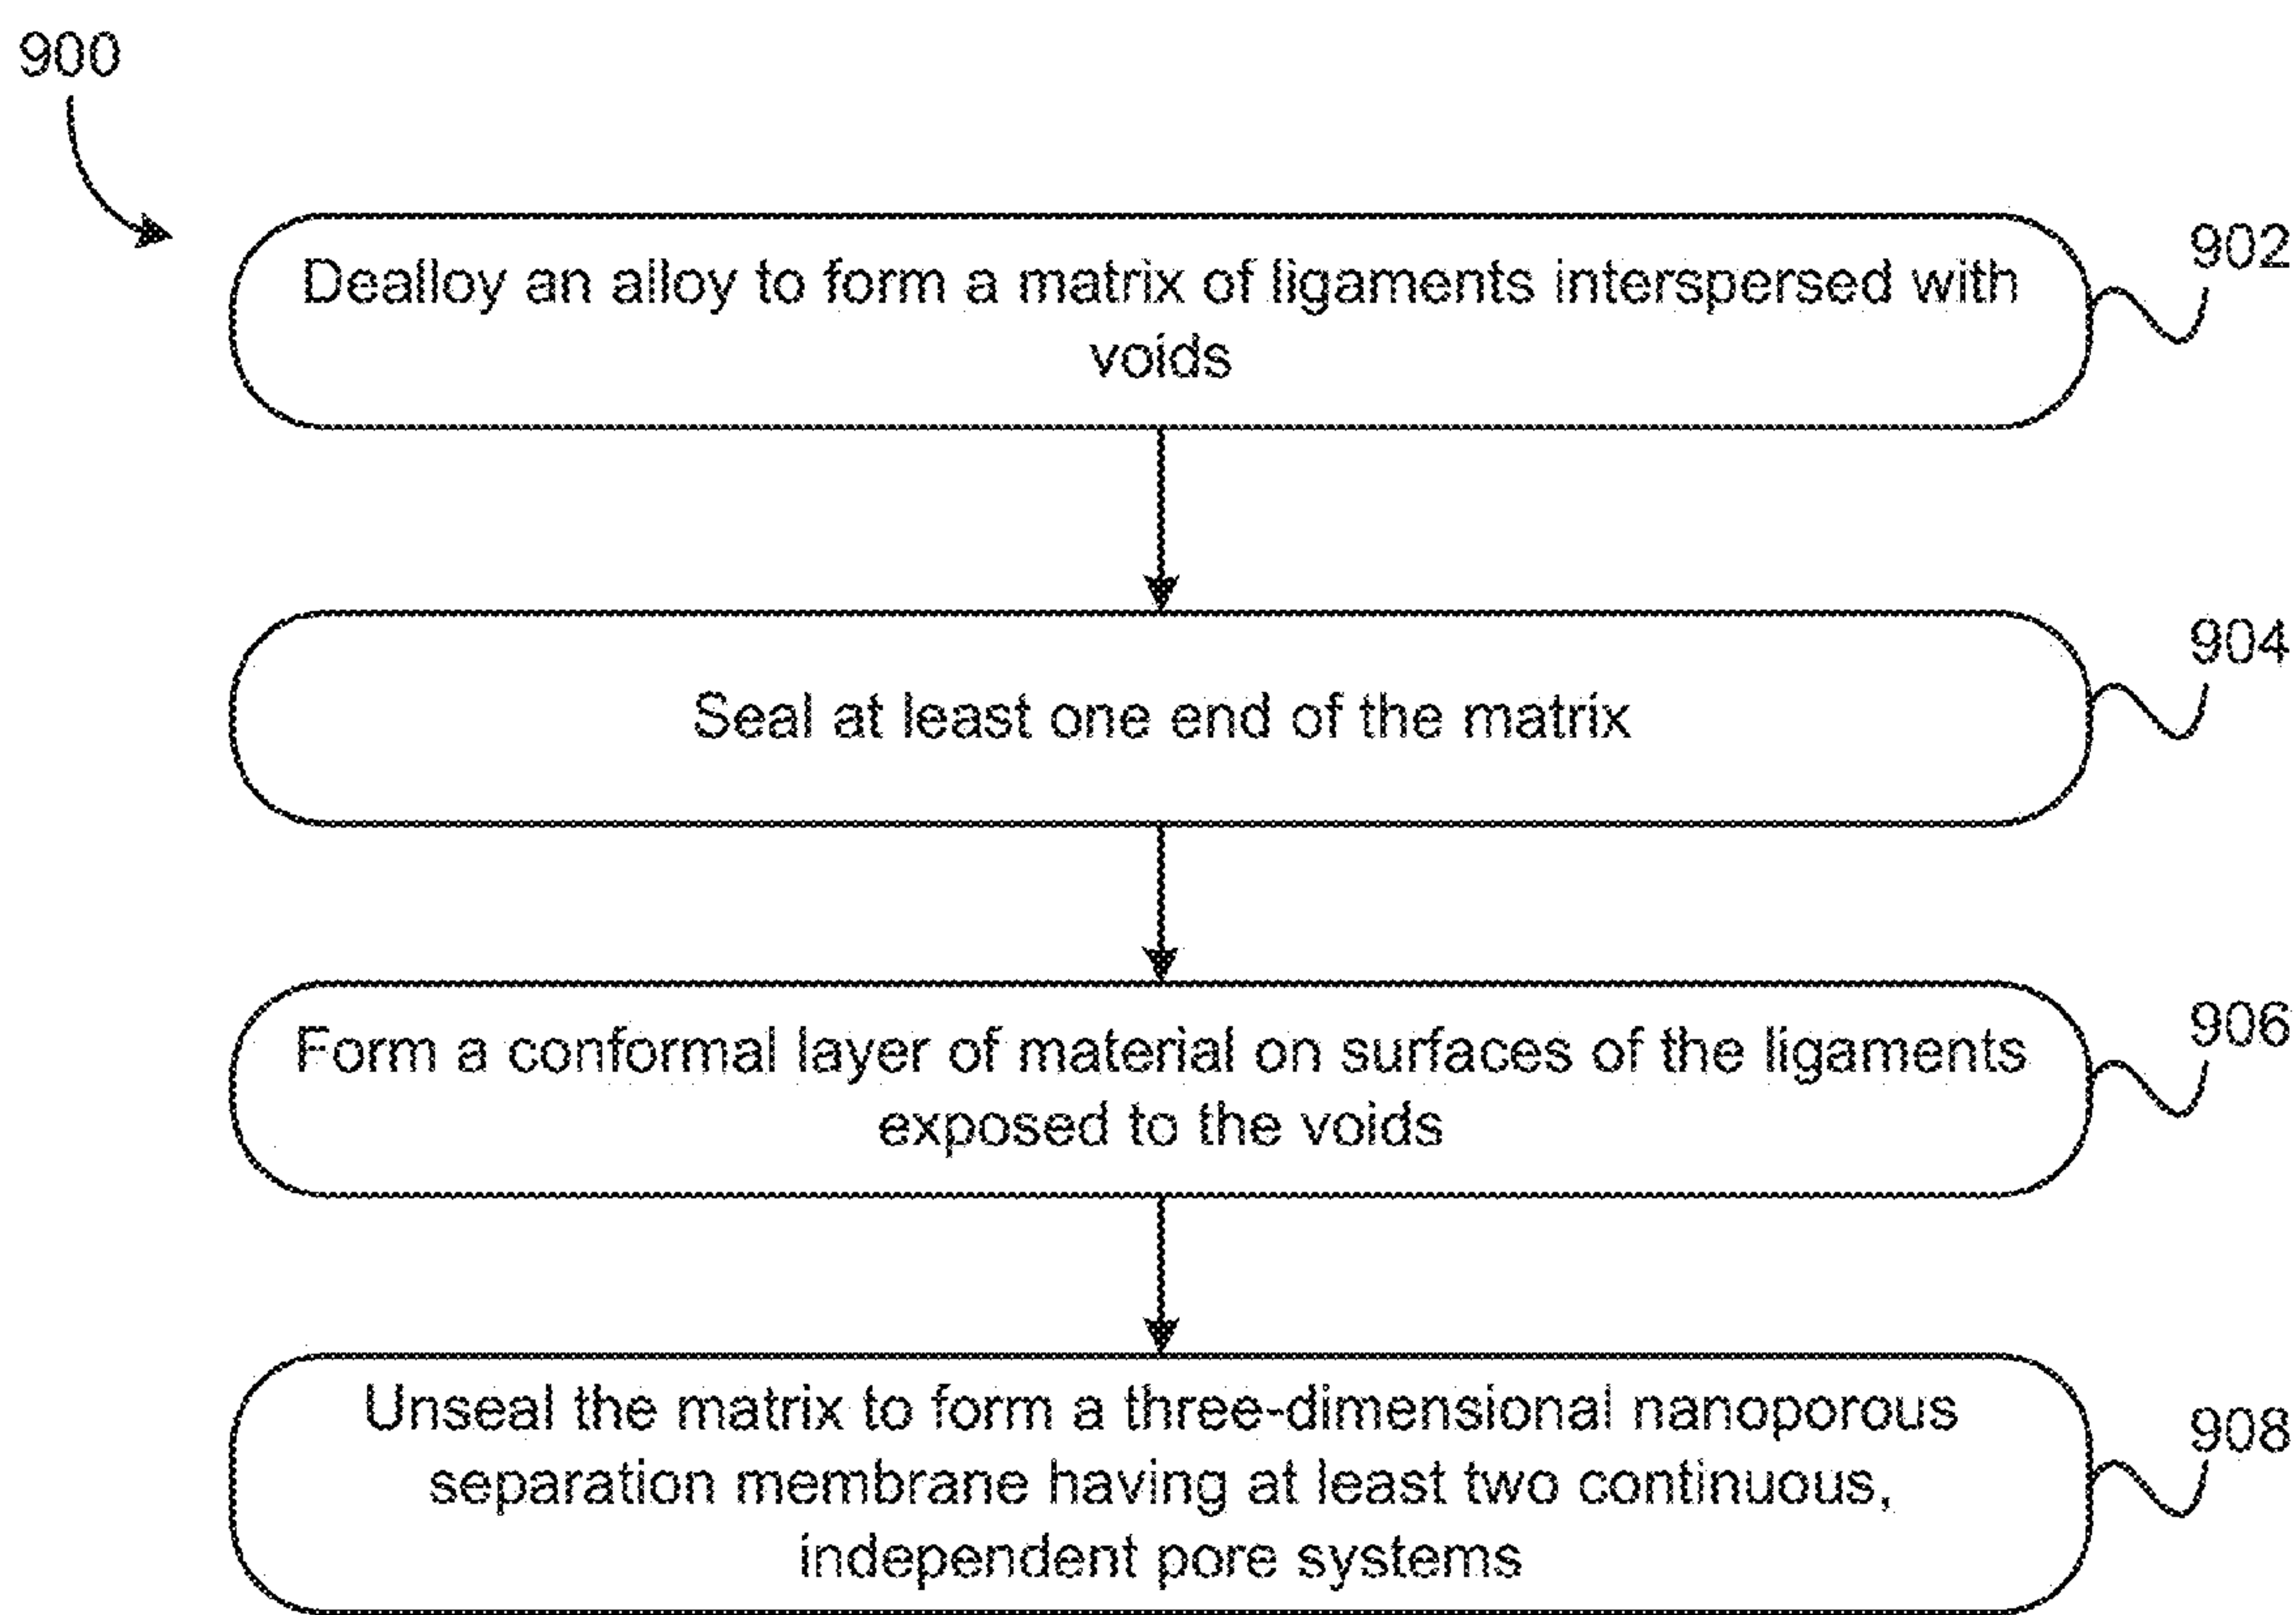 900
Dealloy an alloy to form a matrix of ligaments interspersed with
voids
902
Seal at least one end of the matrix
904
Form a conformal layer of material on surfaces of the ligaments
exposed to the voids
906
Unseal the matrix to form a three-dimensional nanoporous
separation membrane having at least two continuous,
independent pore systems
908